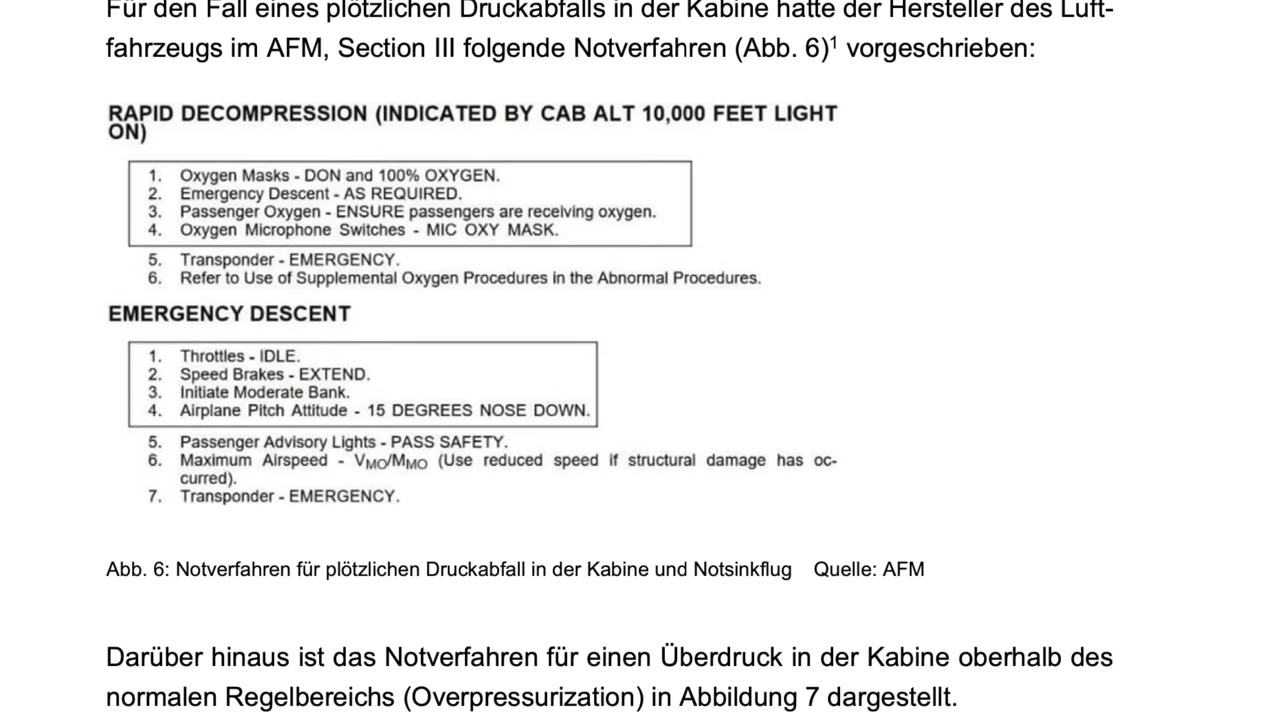 Für den Fall eines plötzlichen Druckabfalls in der Kabine hatte der Hersteller des Luft-
fahrzeugs im AFM, Section III folgende Notverfahren (Abb. 6)¹ vorgeschrieben:
RAPID DECOMPRESSION (INDICATED BY CAB ALT 10,000 FEET LIGHT
ON)
1. Oxygen Masks - DON and 100% OXYGEN.
2. Emergency Descent - AS REQUIRED.
3. Passenger Oxygen - ENSURE passengers are receiving oxygen.
4. Oxygen Microphone Switches - MIC OXY MASK.
5. Transponder - EMERGENCY.
6. Refer to Use of Supplemental Oxygen Procedures in the Abnormal Procedures.
EMERGENCY DESCENT
1. Throttles - IDLE.
2. Speed Brakes - EXTEND.
3. Initiate Moderate Bank.
4. Airplane Pitch Attitude - 15 DEGREES NOSE DOWN.
5. Passenger Advisory Lights - PASS SAFETY.
6. Maximum Airspeed - VMO/MMO (Use reduced speed if structural damage has oc-
curred).
7. Transponder - EMERGENCY.
Abb. 6: Notverfahren für plötzlichen Druckabfall in der Kabine und Notsinkflug Quelle: AFM
Darüber hinaus ist das Notverfahren für einen Überdruck in der Kabine oberhalb des
normalen Regelbereichs (Overpressurization) in Abbildung 7 dargestellt.